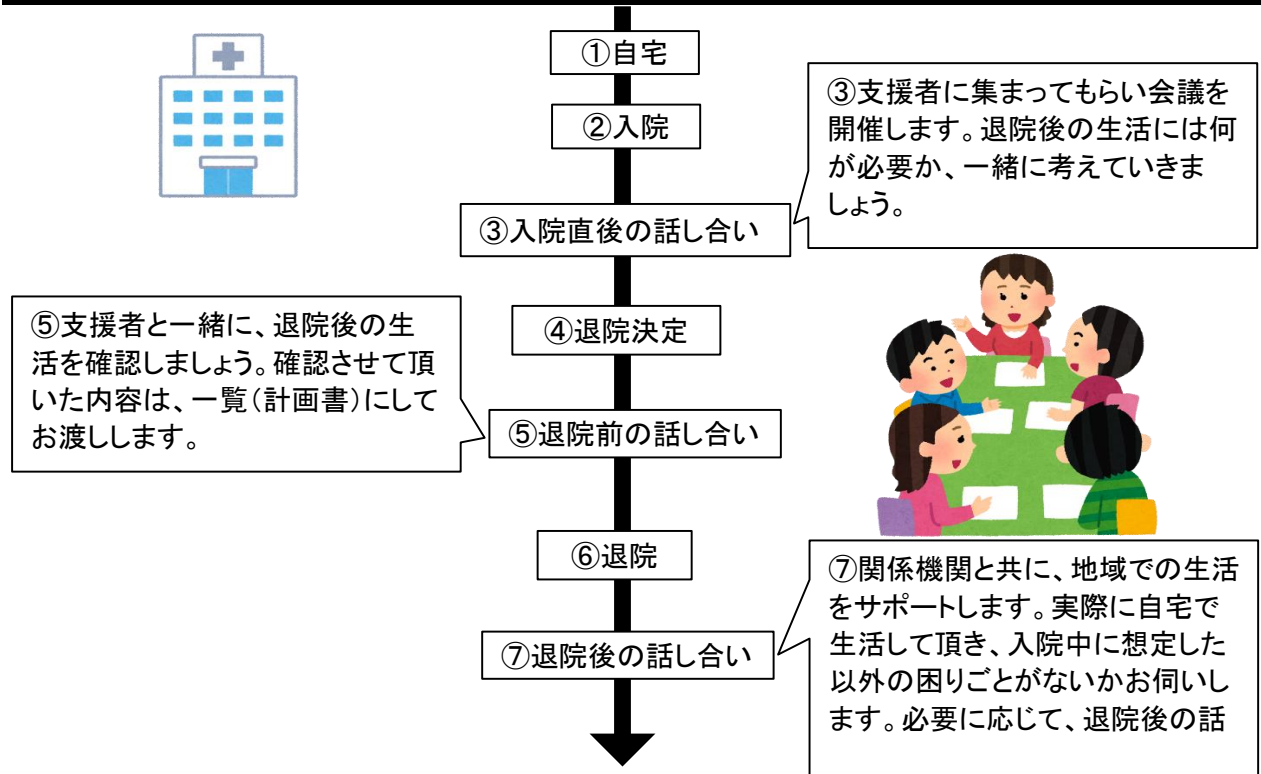 ①自宅
②入院
③支援者に集まってもらい会議を
開催します。退院後の生活には何
が必要か、一緒に考えていきま
しょう。
③入院直後の話し合い
④退院決定
⑤支援者と一緒に、退院後の生
活を確認しましょう。確認させて頂
いた内容は、一覧（計画書）にして
お渡しします。
⑤退院前の話し合い
⑥退院
⑦関係機関と共に、地域での生活
をサポートします。実際に自宅で
生活して頂き、入院中に想定した
以外の困りごとがないかお伺いし
ます。必要に応じて、退院後の話
⑦退院後の話し合い